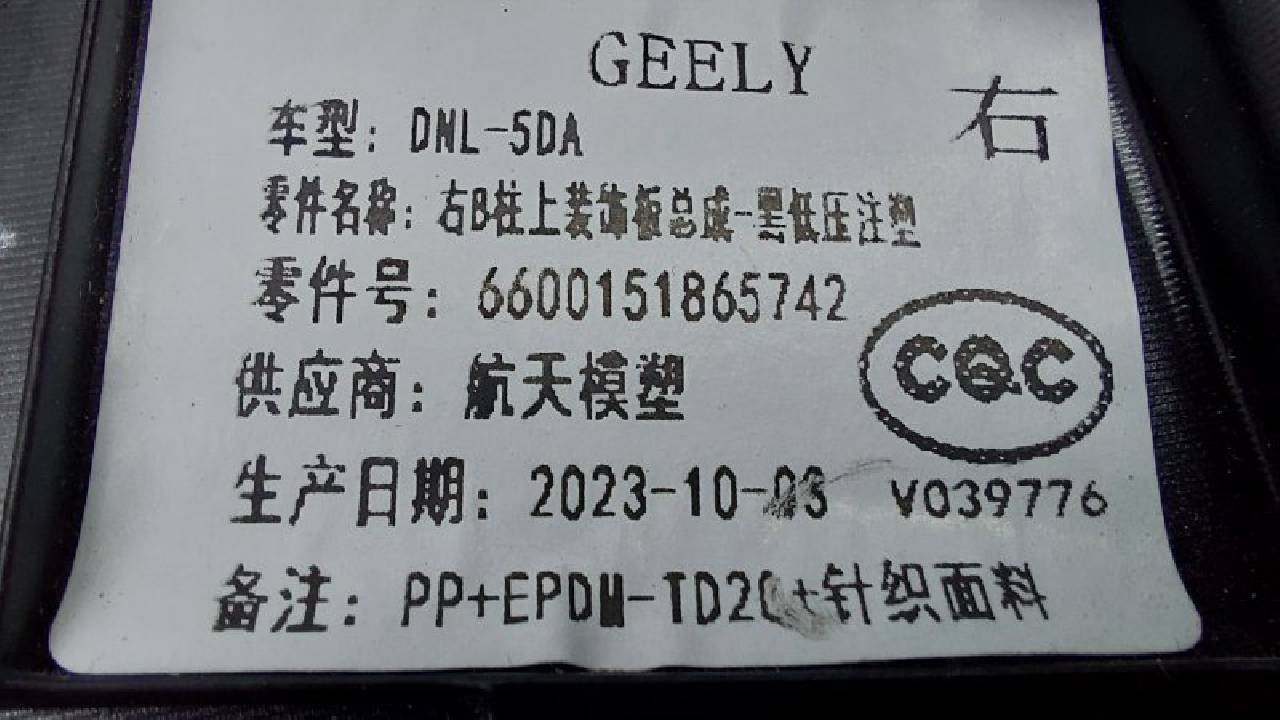 GEELY
右
车型：DNL-5DA
零件名称：右B柱上装饰板总成-黑低压注塑
零件号：6600151865742
供应商：航天模塑
CQC
生产日期：2023-10-03 V039776
备注：PP+EPDM-TD20+针织面料